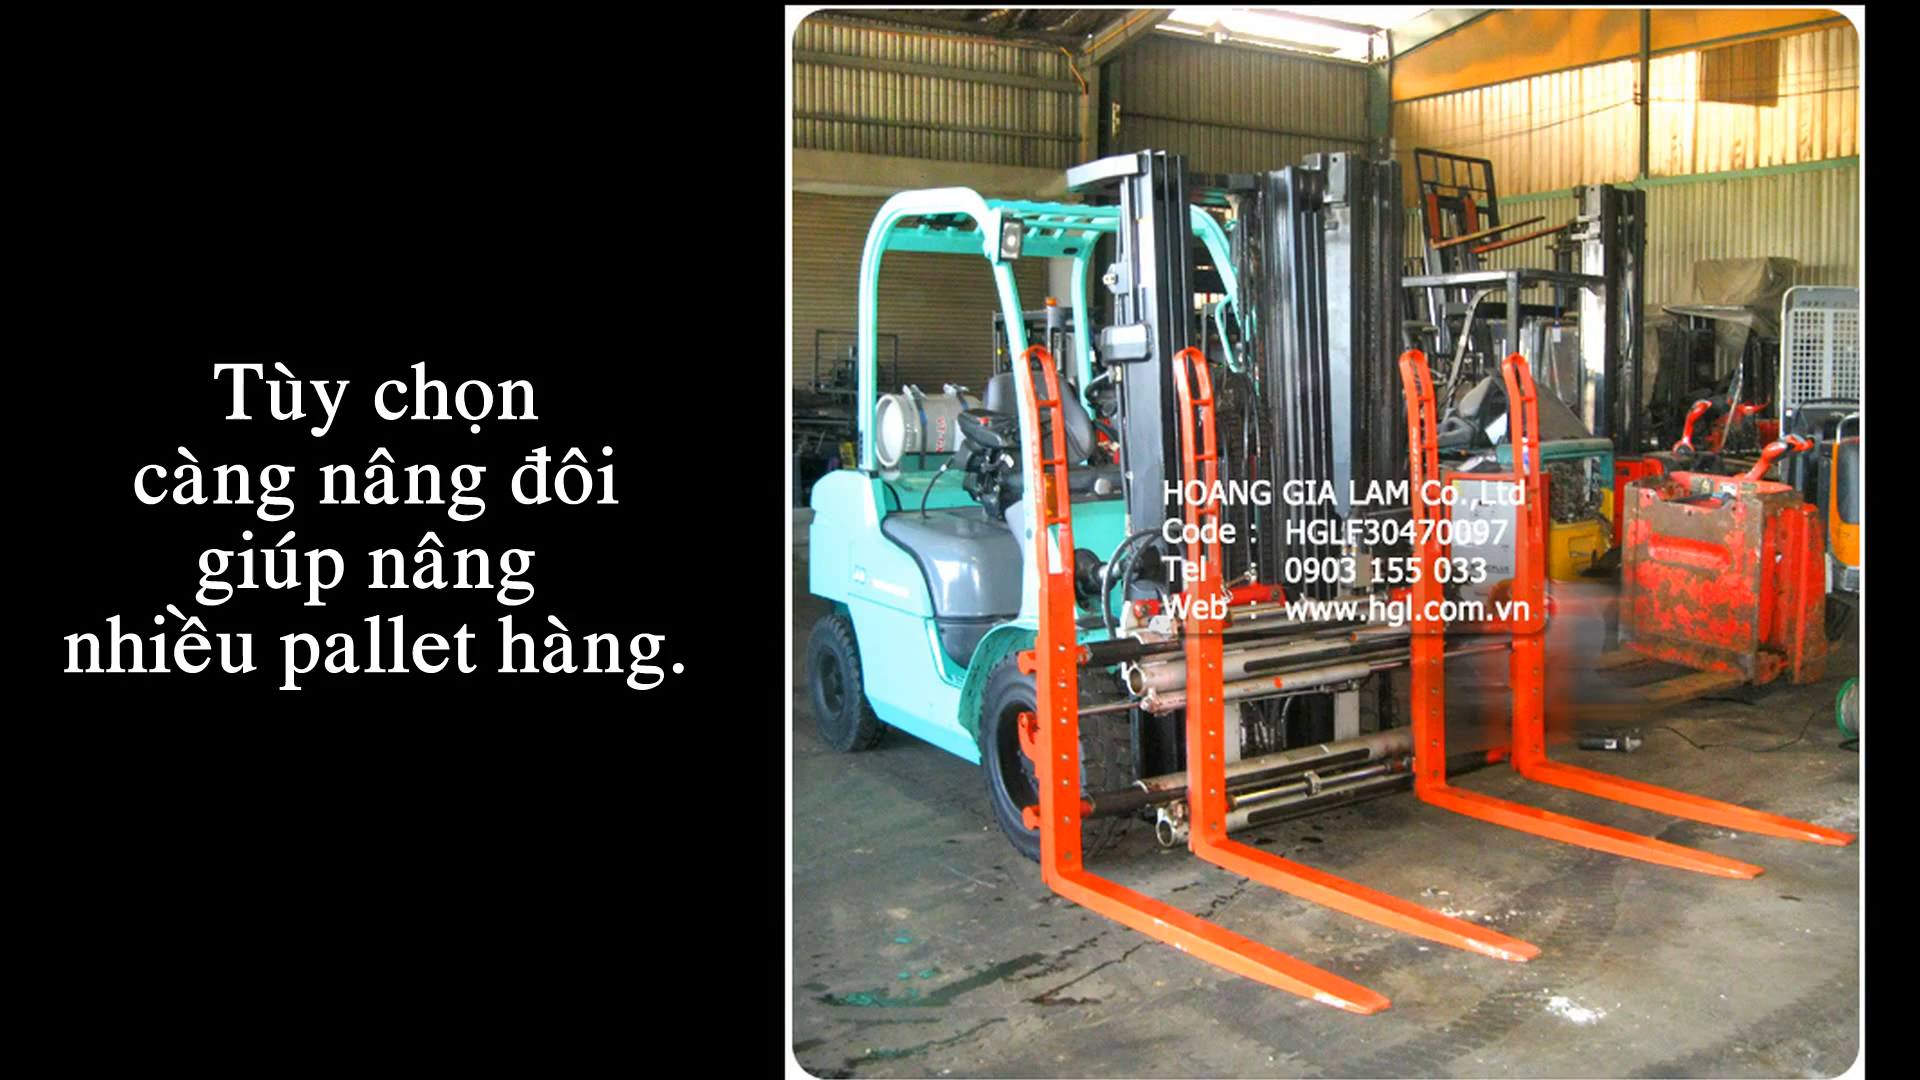 Tùy chọn
càng nâng đôi
giúp nâng
nhiều pallet hàng.
HOANG GIA LAM Co.,Ltd
Code : HGLF30470097
Tel : 0903 155 033
Web : www.hgl.com.vn